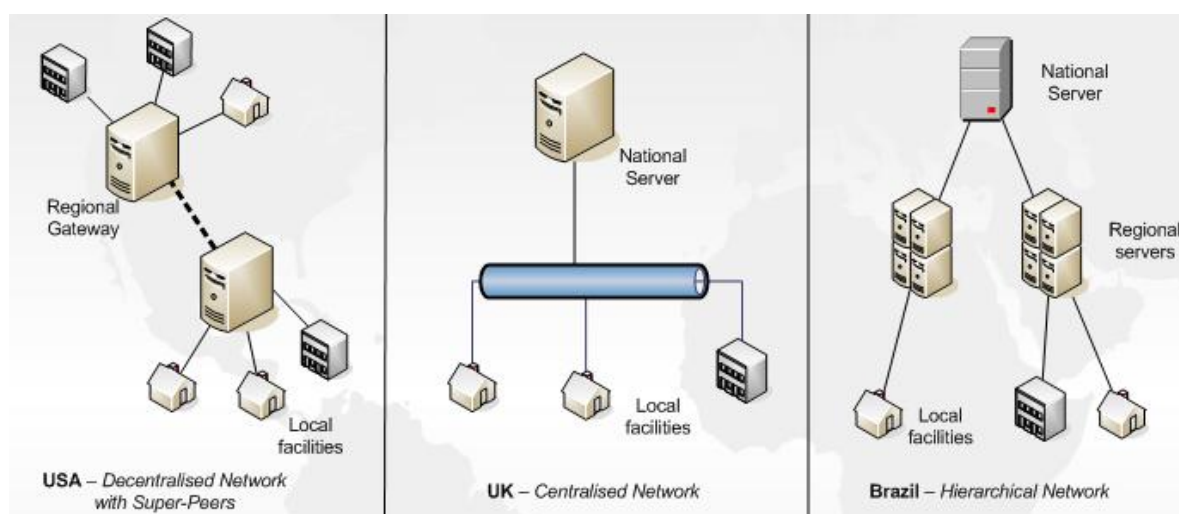 Regional
Gateway
Local
facilities
USA – Decentralised Network
with Super-Peers
National
Server
Local
facilities
UK – Centralised Network
National
Server
Regional
servers
Local
facilities
Brazil – Hierarchical Network